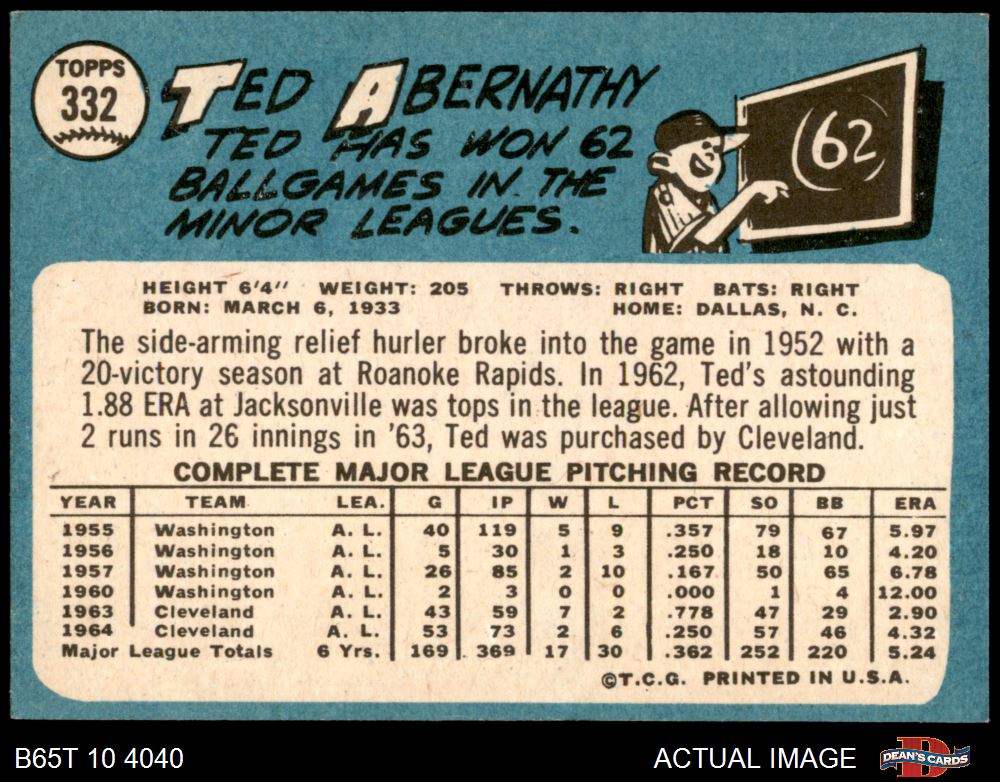 TOPPS
332
TED ABERNATHY
TED HAS WON 62
BALLGAMES IN THE
MINOR LEAGUES.
62
HEIGHT 6'4" WEIGHT: 205 THROWS: RIGHT BATS: RIGHT
BORN: MARCH 6, 1933 HOME: DALLAS, N. C.
The side-arming relief hurler broke into the game in 1952 with a
20-victory season at Roanoke Rapids. In 1962, Ted's astounding
1.88 ERA at Jacksonville was tops in the league. After allowing just
2 runs in 26 innings in '63, Ted was purchased by Cleveland.
COMPLETE MAJOR LEAGUE PITCHING RECORD
YEAR TEAM LEA. G IP W L PCT SO BB ERA
1955 Washington A. L. 40 119 5 9 .357 79 67 5.97
1956 Washington A. L. 5 30 1 3 .250 18 10 4.20
1957 Washington A. L. 26 85 2 10 .167 50 65 6.78
1960 Washington A. L. 2 3 0 0 .000 1 4 12.00
1963 Cleveland A. L. 43 59 7 2 .778 47 29 2.90
1964 Cleveland A. L. 53 73 2 6 .250 57 46 4.32
Major League Totals 6 Yrs. 169 369 17 30 .362 252 220 5.24
©T.C.G. PRINTED IN U.S.A.
B65T 10 4040 ACTUAL IMAGE DEAN'S CARDS